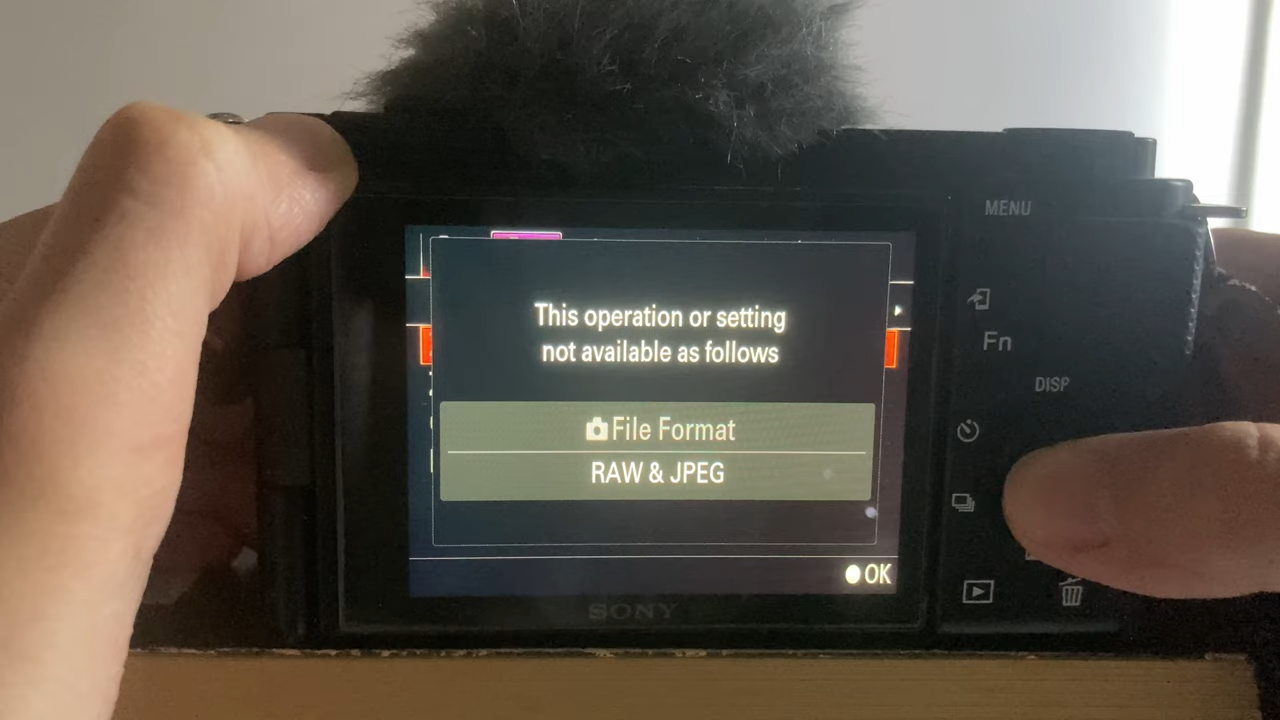 MENU
This operation or setting
not available as follows
Fn
DISP
File Format
RAW & JPEG
OK
SONY